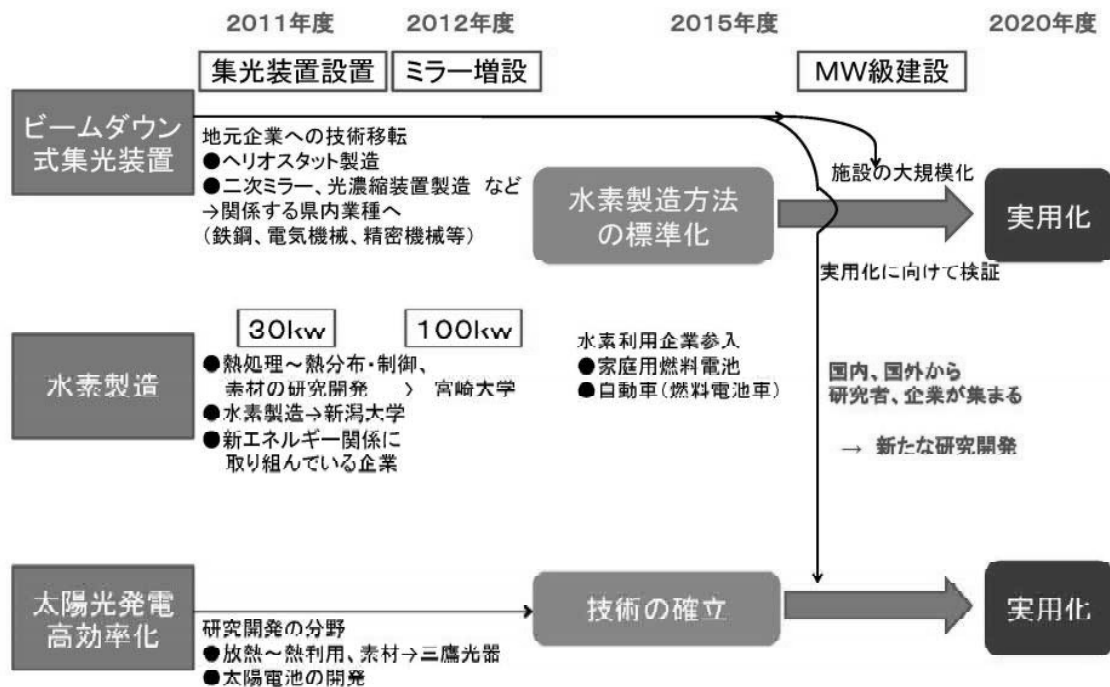 2011年度
2012年度
2015年度
2020年度
集光装置設置
ミラー増設
MW級建設
ビームダウン
式集光装置
地元企業への技術移転
●ヘリオスタット製造
●二次ミラー、光濃縮装置製造 など
→関係する県内業種へ
(鉄鋼、電気機械、精密機械等)
水素製造方法
の標準化
施設の大規模化
実用化
実用化に向けて検証
水素製造
30kw
100kw
●熱処理~熱分布・制御、
素材の研究開発 > 宮崎大学
●水素製造→新潟大学
●新エネルギー関係に
取り組んでいる企業
水素利用企業参入
●家庭用燃料電池
●自動車(燃料電池車)
国内、国外から
研究者、企業が集まる
→ 新たな研究開発
太陽光発電
高効率化
研究開発の分野
●放熱~熱利用、素材→三鷹光器
●太陽電池の開発
技術の確立
実用化